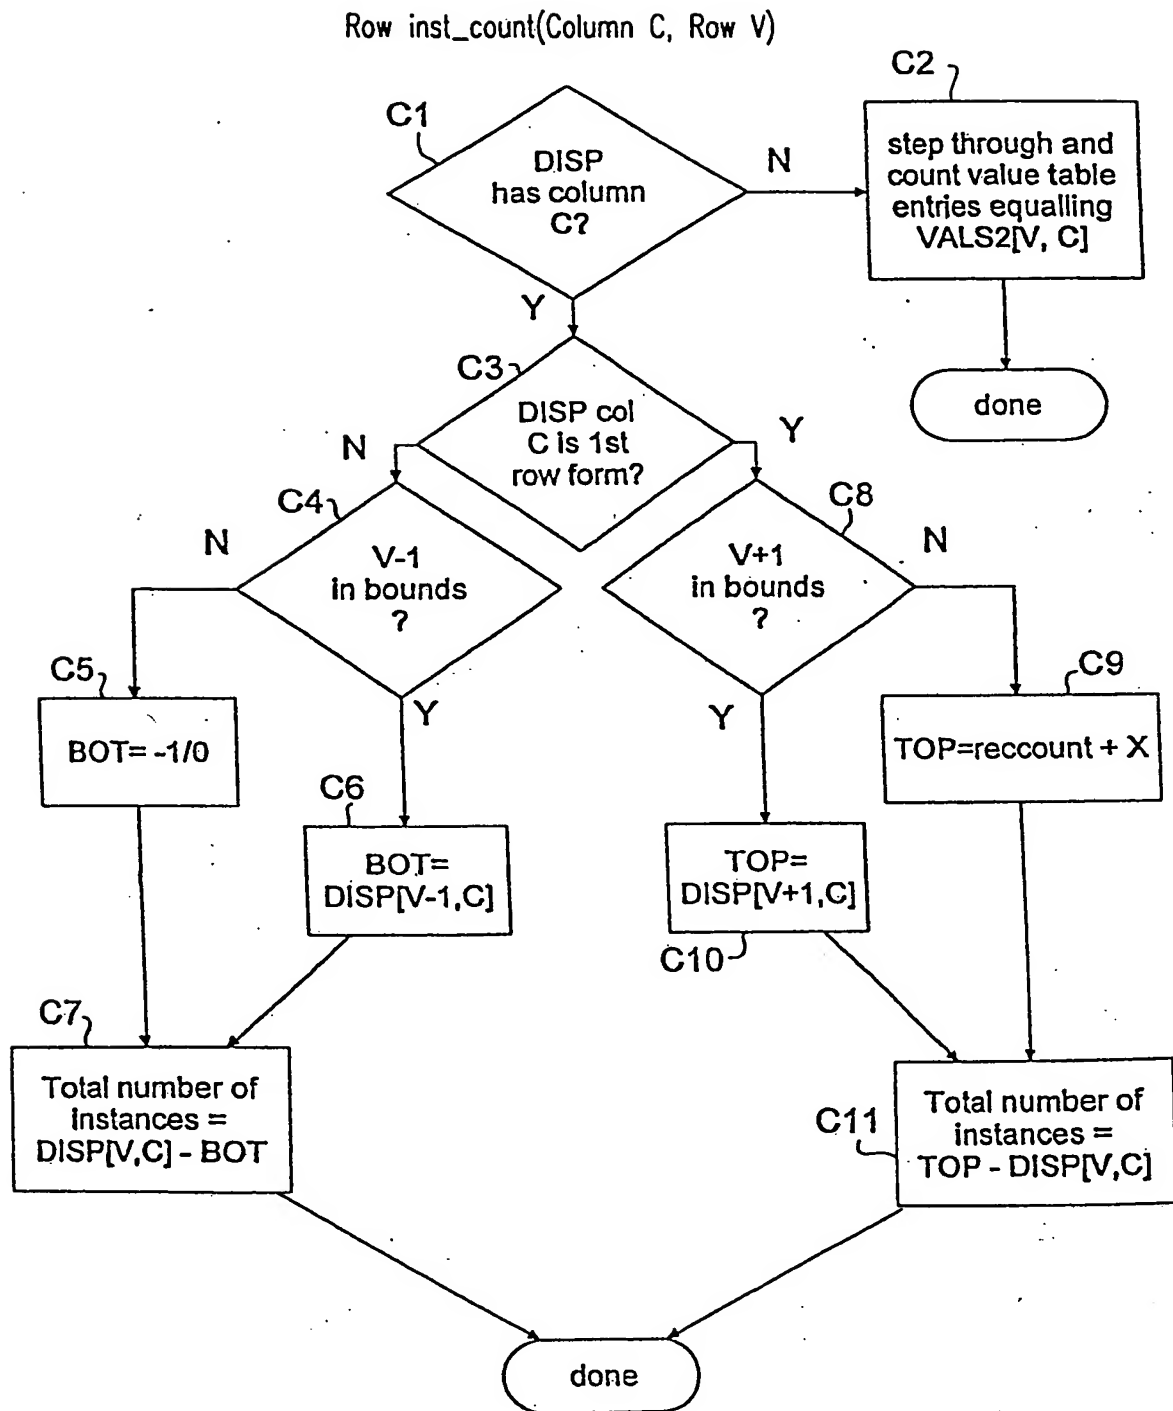 Row inst_count(Column C, Row V)
C1
DISP
has column
C?
N
C2
step through and
count value table
entries equalling
VALS2[V, C]
done
Y
C3
DISP col
C is 1st
row form?
N
Y
C4
V-1
in bounds
?
N
Y
C8
V+1
in bounds
?
N
Y
C5
BOT= -1/0
C6
BOT=
DISP[V-1,C]
C9
TOP=reccount + X
TOP=
DISP[V+1,C]
C10
C7
Total number of
instances =
DISP[V,C] - BOT
C11
Total number of
instances =
TOP - DISP[V,C]
done